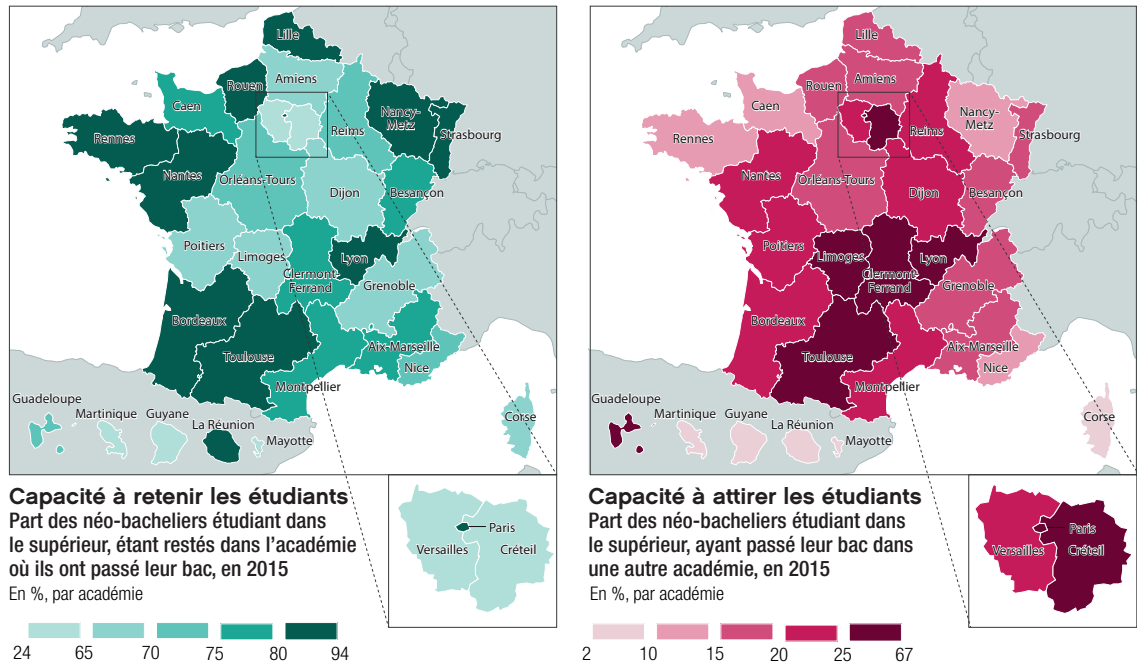 Lille
Amiens
Rouen
Caen
Reims
Nancy-
Metz
Strasbourg
Rennes
Nantes
Orléans-Tours
Dijon
Besançon
Poitiers
Limoges
Clermont-
Ferrand
Lyon
Grenoble
Bordeaux
Toulouse
Aix-Marseille
Nice
Montpellier
Guadeloupe
Martinique
Guyane
La Réunion
Mayotte
Corse
Capacité à retenir les étudiants
Part des néo-bacheliers étudiant dans
le supérieur, étant restés dans l’académie
où ils ont passé leur bac, en 2015
En %, par académie
24 65 70 75 80 94
Paris
Versailles Créteil
Lille
Amiens
Rouen
Caen
Reims
Nancy-
Metz
Strasbourg
Rennes
Nantes
Orléans-Tours
Dijon
Besançon
Poitiers
Limoges
Clermont-
Ferrand
Lyon
Grenoble
Bordeaux
Toulouse
Aix-Marseille
Nice
Montpellier
Guadeloupe
Martinique
Guyane
La Réunion
Mayotte
Corse
Capacité à attirer les étudiants
Part des néo-bacheliers étudiant dans
le supérieur, ayant passé leur bac dans
une autre académie, en 2015
En %, par académie
2 10 15 20 25 67
Paris
Versailles Créteil